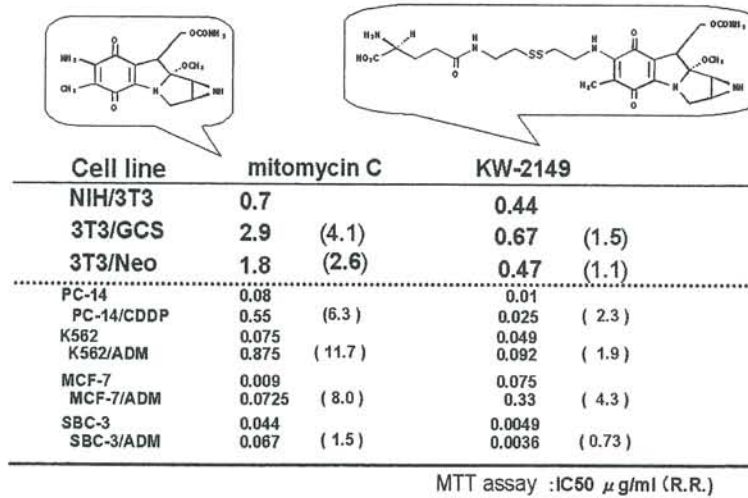 OCONH₂
NH₂
O
OCH₃
CH₃
N
NH
O
H₂N H
HO₂C
O
H
N
SS
H
N
O
OCONH₂
OCH₃
H₃C
N
NH
O
Cell line mitomycin C KW-2149
NIH/3T3 0.7 0.44
3T3/GCS 2.9 (4.1) 0.67 (1.5)
3T3/Neo 1.8 (2.6) 0.47 (1.1)
PC-14 0.08 0.01
PC-14/CDDP 0.55 (6.3) 0.025 ( 2.3 )
K562 0.075 0.049
K562/ADM 0.875 ( 11.7 ) 0.092 ( 1.9 )
MCF-7 0.009 0.075
MCF-7/ADM 0.0725 ( 8.0 ) 0.33 ( 4.3 )
SBC-3 0.044 0.0049
SBC-3/ADM 0.067 ( 1.5 ) 0.0036 ( 0.73 )
MTT assay :IC50 μg/ml (R.R.)